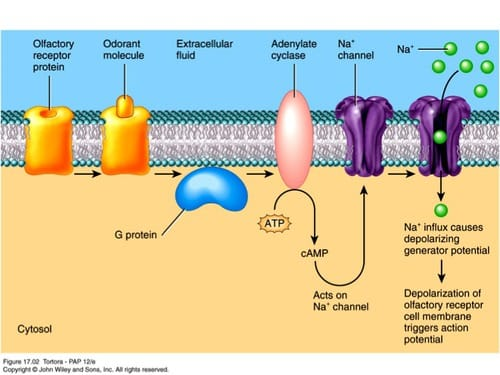 Olfactory
receptor
protein
Odorant
molecule
Extracellular
fluid
Adenylate
cyclase
Na+
channel
Na+
G protein
ATP
cAMP
Acts on
Na+ channel
Na+ influx causes
depolarizing
generator potential
Depolarization of
olfactory receptor
cell membrane
triggers action
potential
Cytosol
Figure 17.02 Tortora - PAP 12/e
Copyright © John Wiley and Sons, Inc. All rights reserved.